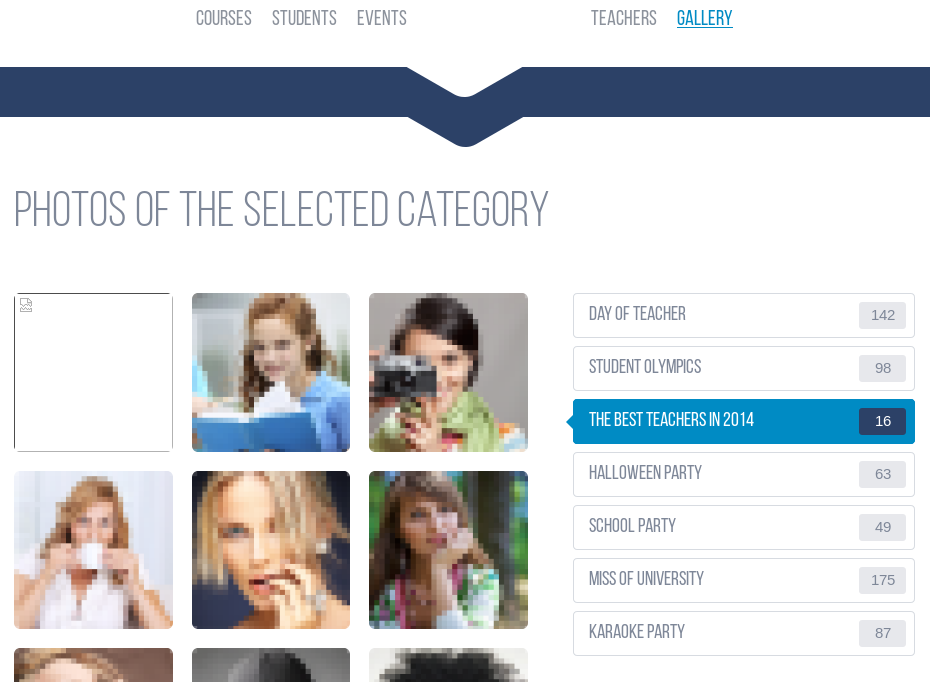 COURSES STUDENTS EVENTS TEACHERS GALLERY
PHOTOS OF THE SELECTED CATEGORY
DAY OF TEACHER 142
STUDENT OLYMPICS 98
THE BEST TEACHERS IN 2014 16
HALLOWEEN PARTY 63
SCHOOL PARTY 49
MISS OF UNIVERSITY 175
KARAOKE PARTY 87